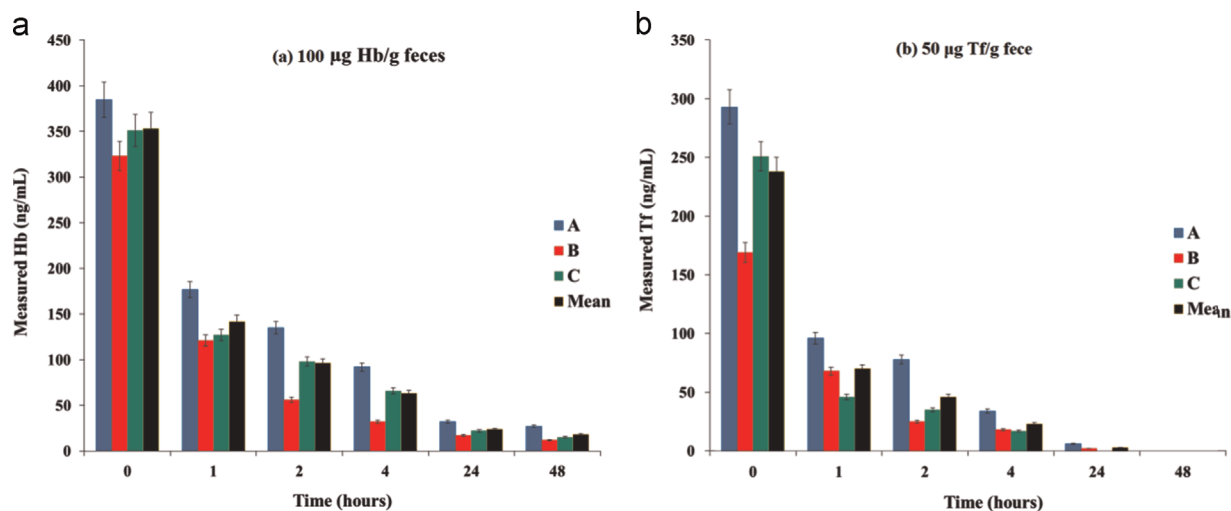 a
(a) 100 µg Hb/g feces
Measured Hb (ng/mL)
450
400
350
300
250
200
150
100
50
0
0 1 2 4 24 48
Time (hours)
A
B
C
Mean
b
(b) 50 µg Tf/g fece
Measured Tf (ng/mL)
350
300
250
200
150
100
50
0
0 1 2 4 24 48
Time (hours)
A
B
C
Mean